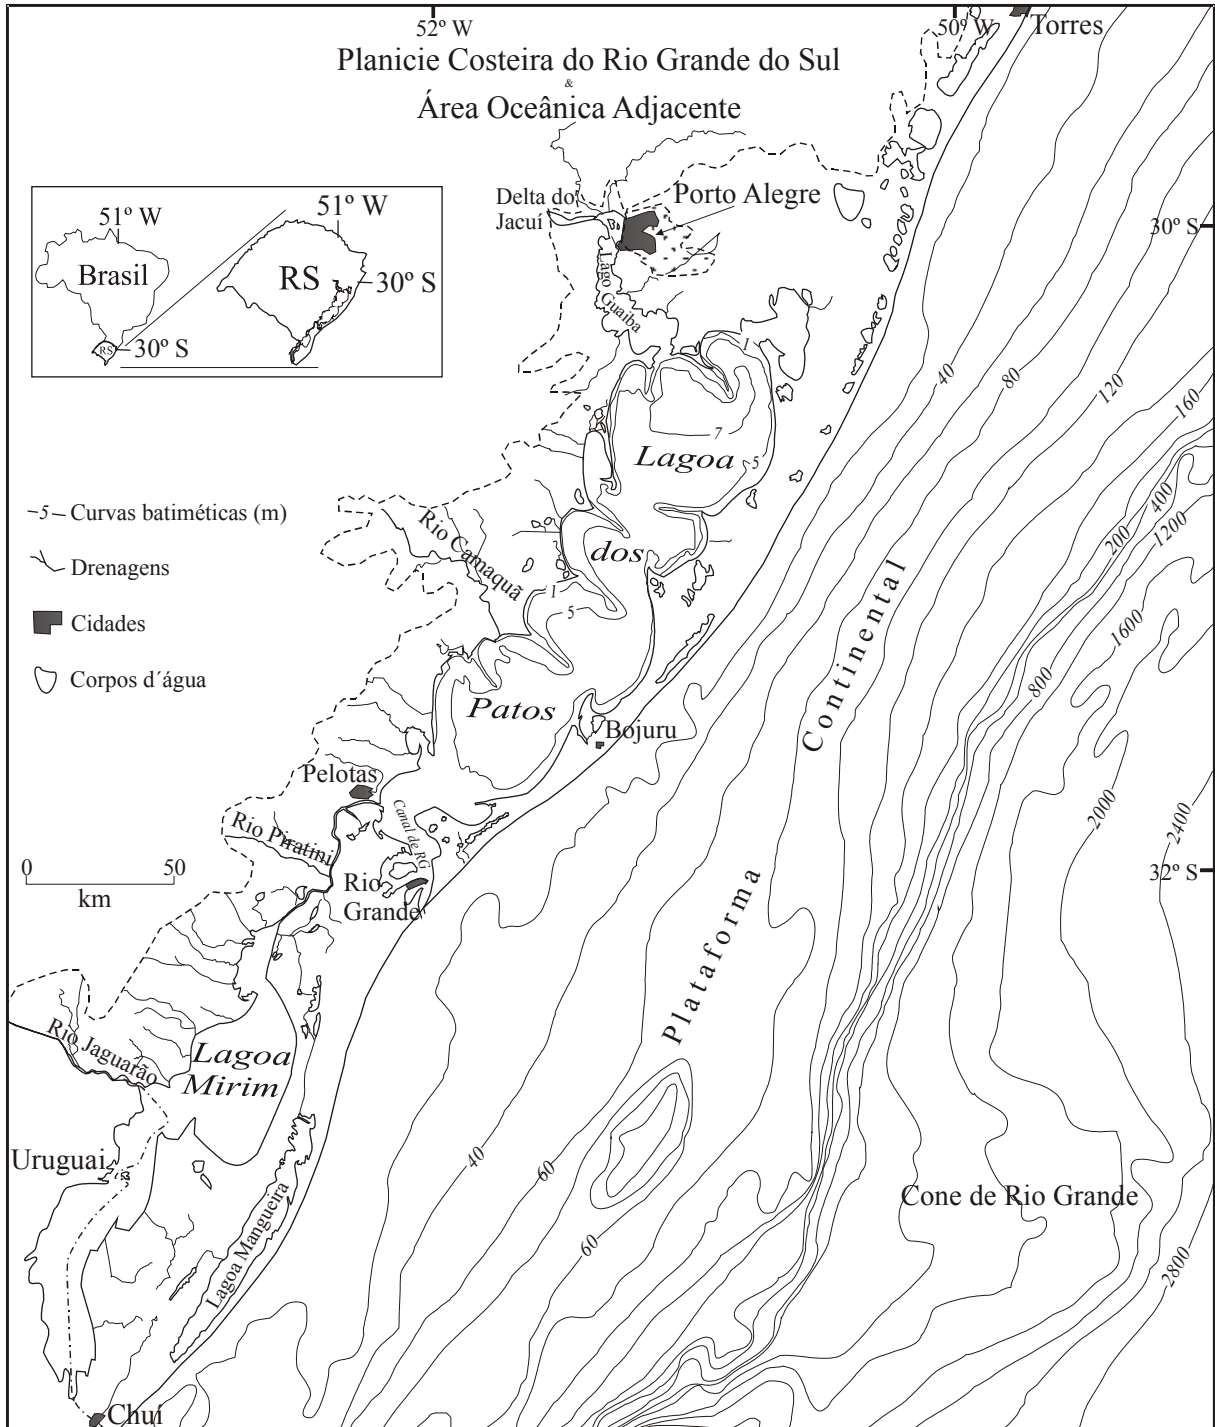 52º W
50º W
Torres
Planicie Costeira do Rio Grande do Sul
&
Área Oceânica Adjacente
Delta do
Jacuí
Porto Alegre
30º S
51º W
Brasil
RS
30º S
51º W
RS
30º S
Lago
Guaiba
1
7
5
Lagoa
dos
Patos
40
80
120
160
200
400
1200
-5- Curvas batiméticas (m)
Drenagens
Cidades
Corpos d´água
Rio Camaquã
1
5
800
1600
Continental
Bojuru
Pelotas
Canal de RG
Rio Piratini
Rio
Grande
0 50
km
2000
2400
32º S
Plataforma
Rio Jaguarão
Lagoa
Mirim
Uruguai
Lagoa Mangueira
40
60
60
Cone de Rio Grande
2800
Chuí